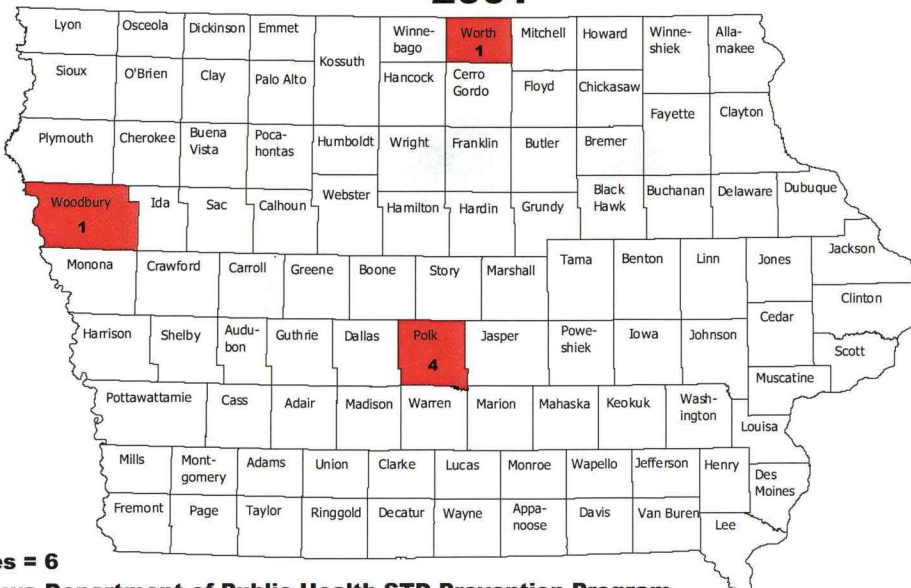 Lyon
Osceola
Dickinson
Emmet
Kossuth
Winne-
bago
Worth
1
Mitchell
Howard
Winne-
shiek
Alla-
makee
Sioux
O'Brien
Clay
Palo Alto
Hancock
Cerro
Gordo
Floyd
Chickasaw
Fayette
Clayton
Plymouth
Cherokee
Buena
Vista
Poca-
hontas
Humboldt
Wright
Franklin
Butler
Bremer
Woodbury
1
Ida
Sac
Calhoun
Webster
Hamilton
Hardin
Grundy
Black
Hawk
Buchanan
Delaware
Dubuque
Monona
Crawford
Carroll
Greene
Boone
Story
Marshall
Tama
Benton
Linn
Jones
Jackson
Clinton
Cedar
Harrison
Shelby
Audu-
bon
Guthrie
Dallas
Polk
4
Jasper
Powe-
shiek
Iowa
Johnson
Scott
Muscatine
Pottawattamie
Cass
Adair
Madison
Warren
Marion
Mahaska
Keokuk
Wash-
ington
Louisa
Mills
Mont-
gomery
Adams
Union
Clarke
Lucas
Monroe
Wapello
Jefferson
Henry
Des
Moines
Fremont
Page
Taylor
Ringgold
Decatur
Wayne
Appa-
noose
Davis
Van Buren
Lee
= 6
Department of Public Health STD Prevention Program